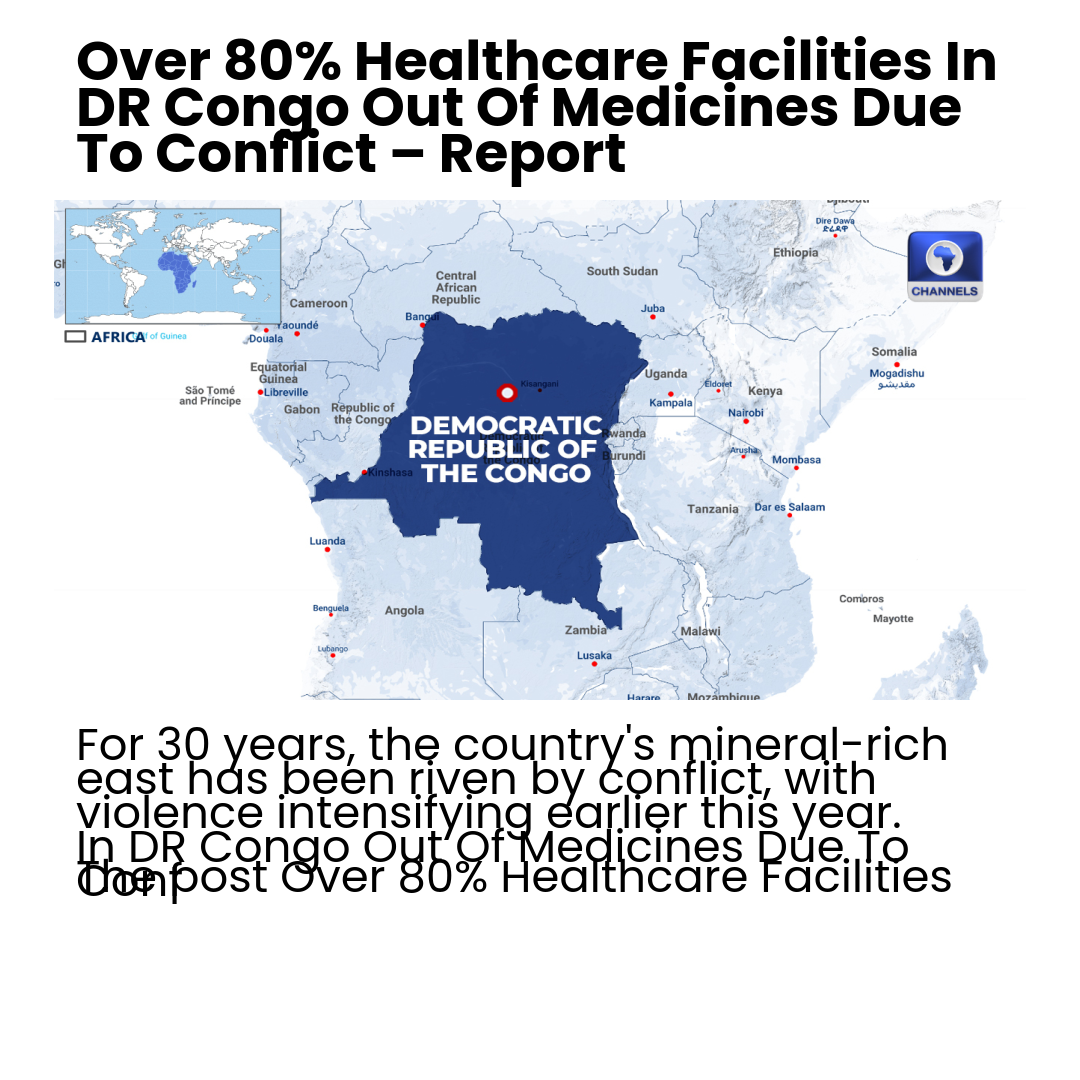 Over 80% Healthcare Facilities In
DR Congo Out Of Medicines Due
To Conflict – Report
Djibouti
Dire Dawa
ድሬዳዋ
Ethiopia
South Sudan
Central
African
Republic
CHANNELS
Cameroon
Juba
Bangui
Yaoundé
AFRICA
of Guinea
Douala
Somalia
Mogadishu
مقديشو
Equatorial
Guinea
Uganda
Kisangani
Eldoret
Kenya
São Tomé
and Príncipe
Libreville
Kampala
Gabon
Republic of
the Congo
Nairobi
DEMOCRATIC
REPUBLIC OF
THE CONGO
Rwanda
Burundi
Arusha
Mombasa
Kinshasa
Tanzania
Dar es Salaam
Luanda
Comoros
Benguela
Angola
Mayotte
Zambia
Malawi
Lubango
Lusaka
Harare
Mozambique
For 30 years, the country's mineral-rich
east has been riven by conflict, with
violence intensifying earlier this year.
In DR Congo Out Of Medicines Due To
Conf
The post Over 80% Healthcare Facilities